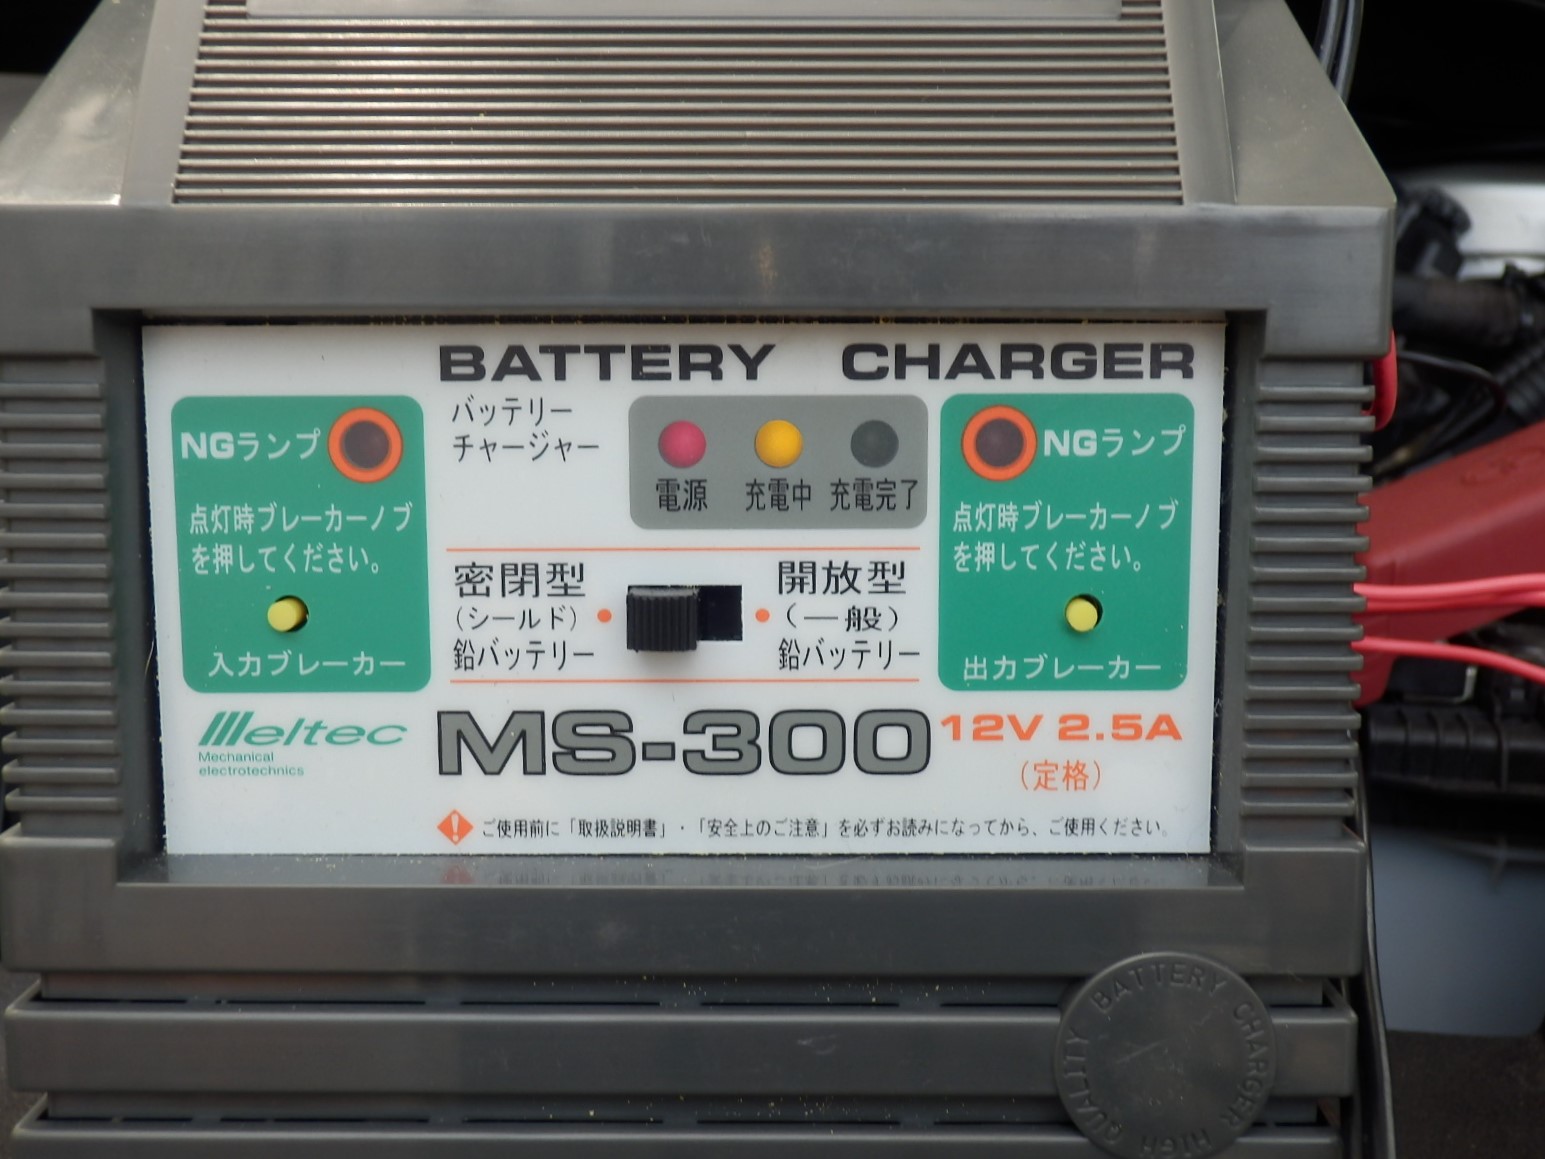 BATTERY CHARGER
バッテリー
チャージャー
NGランプ
点灯時ブレーカーノブ
を押してください。
入力ブレーカー
電源 充電中 充電完了
密閉型
(シールド)
鉛バッテリー
開放型
(一般)
鉛バッテリー
NGランプ
点灯時ブレーカーノブ
を押してください。
出力ブレーカー
Meltec
Mechanical
electrotechnics
MS-300
12V 2.5A
(定格)
ご使用前に「取扱説明書」・「安全上のご注意」を必ずお読みになってから、ご使用ください。
BATTERY CHARGER HIGH QUALITY